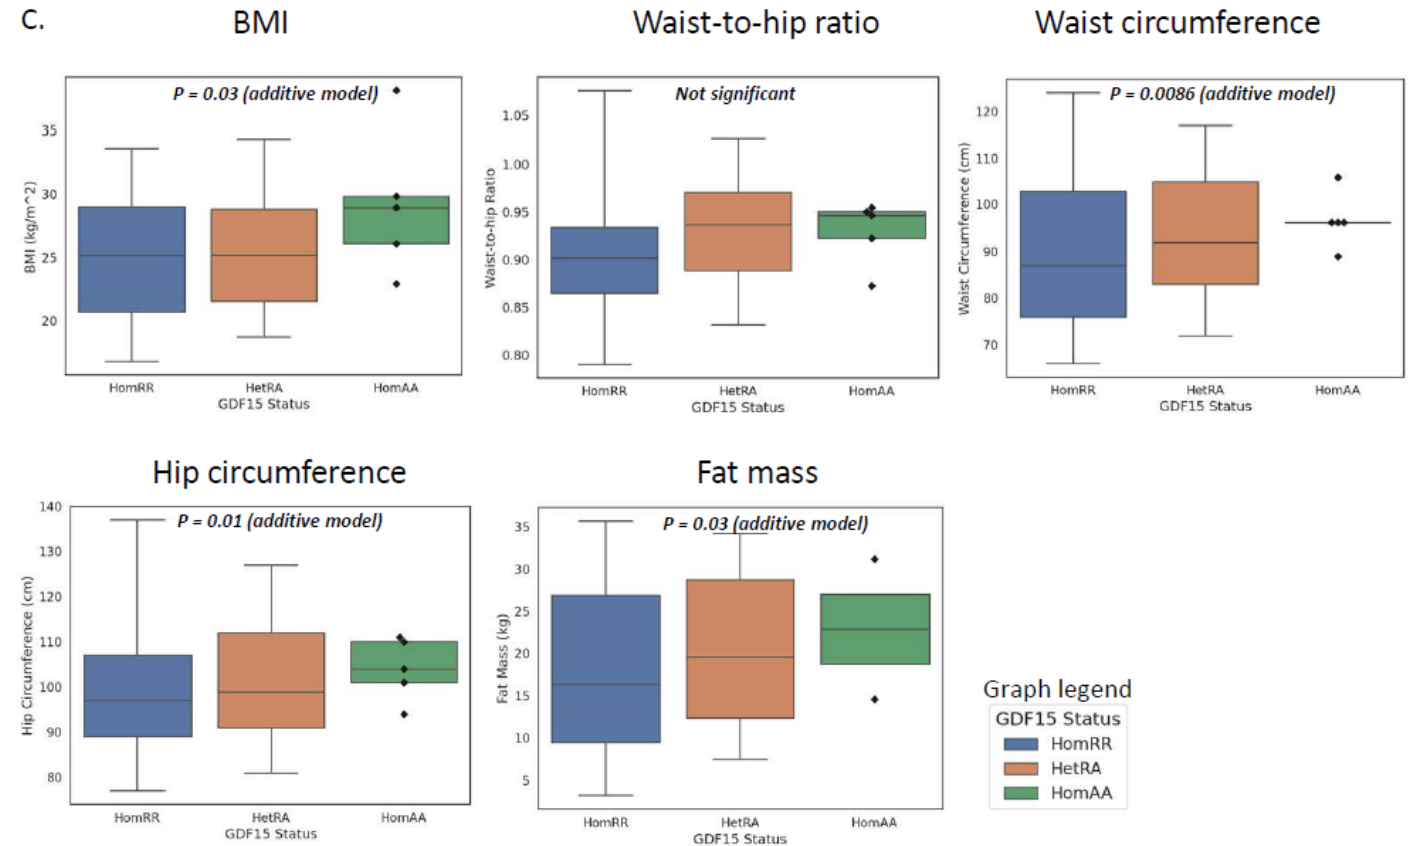 C.
BMI
P = 0.03 (additive model)
35
30
25
20
BMI (kg/m^2)
HomRR HetRA HomAA
GDF15 Status
Waist-to-hip ratio
Not significant
1.05
1.00
0.95
0.90
0.85
0.80
Waist-to-hip Ratio
HomRR HetRA HomAA
GDF15 Status
Waist circumference
P = 0.0086 (additive model)
120
110
100
90
80
70
Waist Circumference (cm)
HomRR HetRA HomAA
GDF15 Status
Hip circumference
P = 0.01 (additive model)
140
130
120
110
100
90
80
Hip Circumference (cm)
HomRR HetRA HomAA
GDF15 Status
Fat mass
P = 0.03 (additive model)
35
30
25
20
15
10
5
Fat Mass (kg)
HomRR HetRA HomAA
GDF15 Status
Graph legend
GDF15 Status
HomRR
HetRA
HomAA